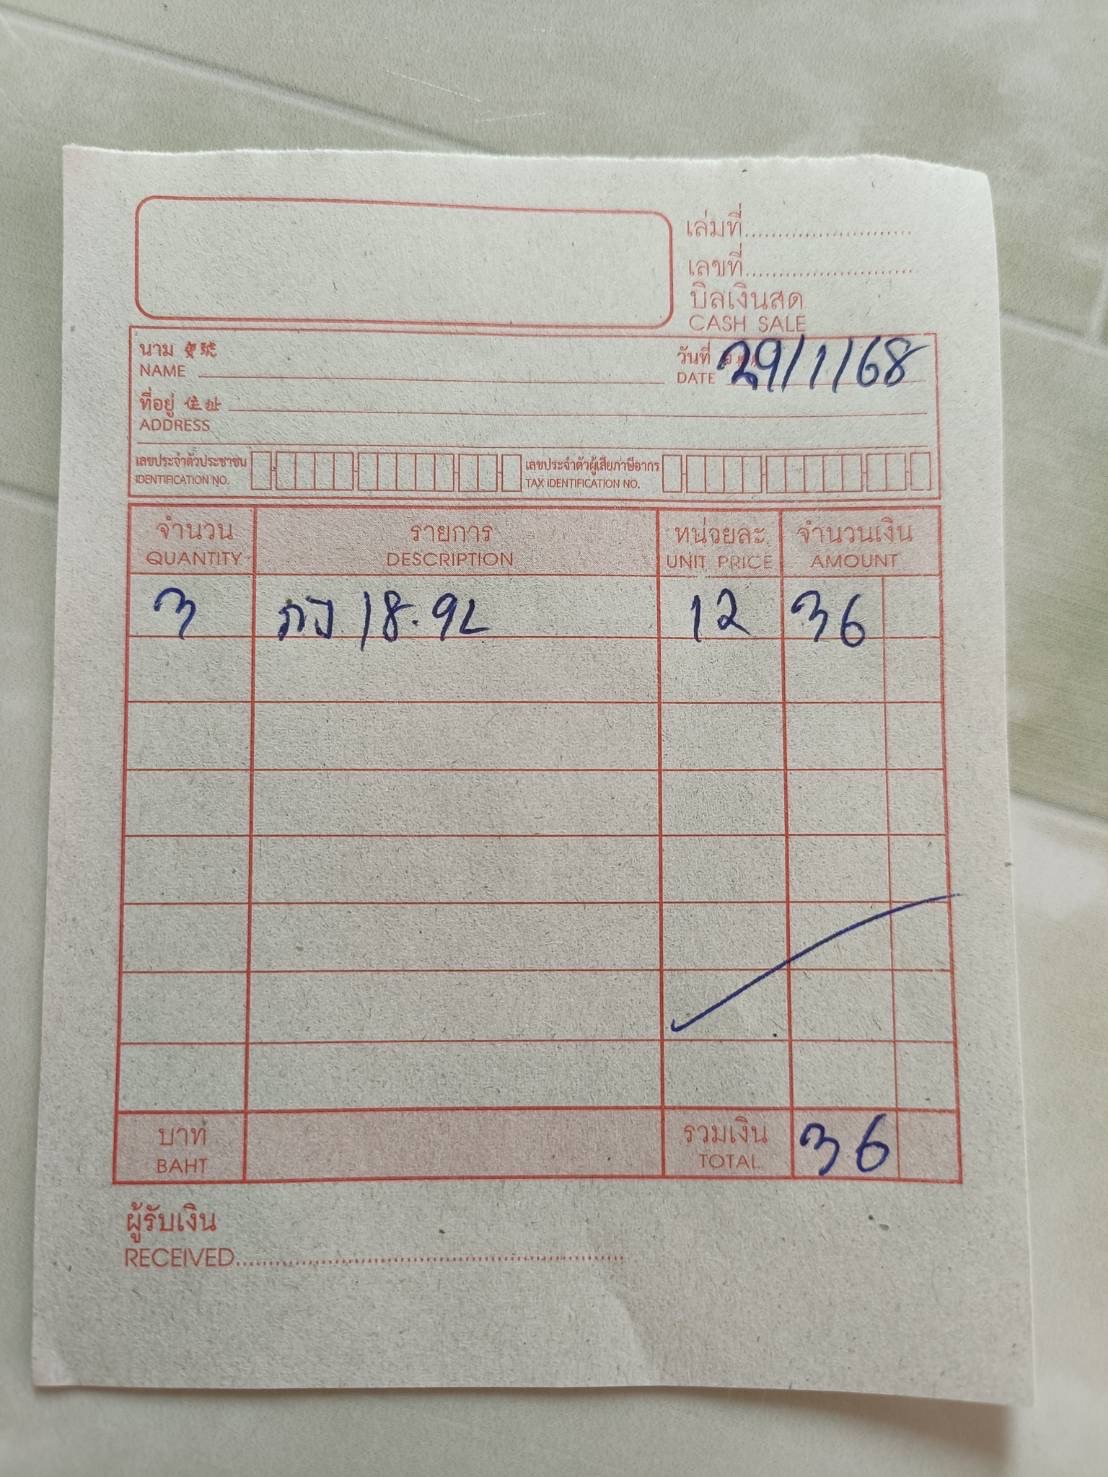 เล่มที่........................
เลขที่........................
บิลเงินสด
CASH SALE
นาม 寶號
NAME
วันที่ 29/1/68
DATE
ที่อยู่ 住址
ADDRESS
เลขประจำตัวประชาชน เลขประจำตัวผู้เสียภาษีอากร
IDENTIFICATION NO. TAX IDENTIFICATION NO.
จำนวน รายการ หน่วยละ จำนวนเงิน
QUANTITY DESCRIPTION UNIT PRICE AMOUNT
3 18.9L 12 36
บาท รวมเงิน 36
BAHT TOTAL
ผู้รับเงิน
RECEIVED........................